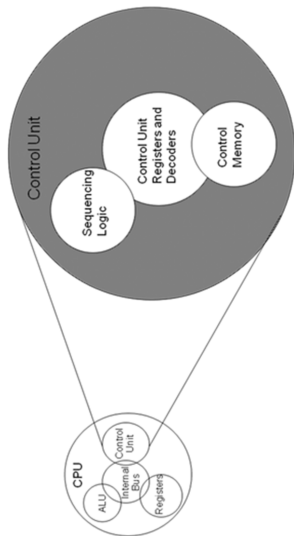 CPU
ALU
Internal
Bus
Registers
Control
Unit
Control Unit
Sequencing
Logic
Control Unit
Registers and
Decoders
Control
Memory